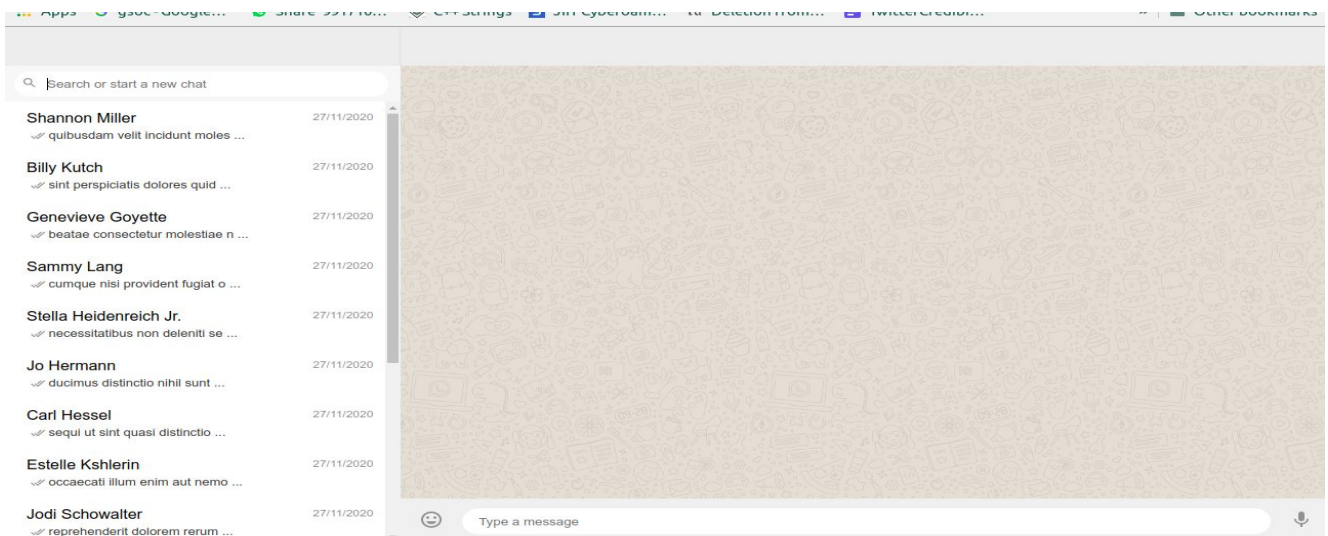 Apps
Search or start a new chat
Shannon Miller 27/11/2020
quibusdam velit incidunt moles ...
Billy Kutch 27/11/2020
sint perspiciatis dolores quid ...
Genevieve Goyette 27/11/2020
beatae consectetur molestiae n ...
Sammy Lang 27/11/2020
cumque nisi provident fugiat o ...
Stella Heidenreich Jr. 27/11/2020
necessitatibus non deleniti se ...
Jo Hermann 27/11/2020
ducimus distinctio nihil sunt ...
Carl Hessel 27/11/2020
sequi ut sint quasi distinctio ...
Estelle Kshlerin 27/11/2020
occaecati illum enim aut nemo ...
Jodi Schowalter 27/11/2020
reprehenderit dolorem rerum ...
Type a message